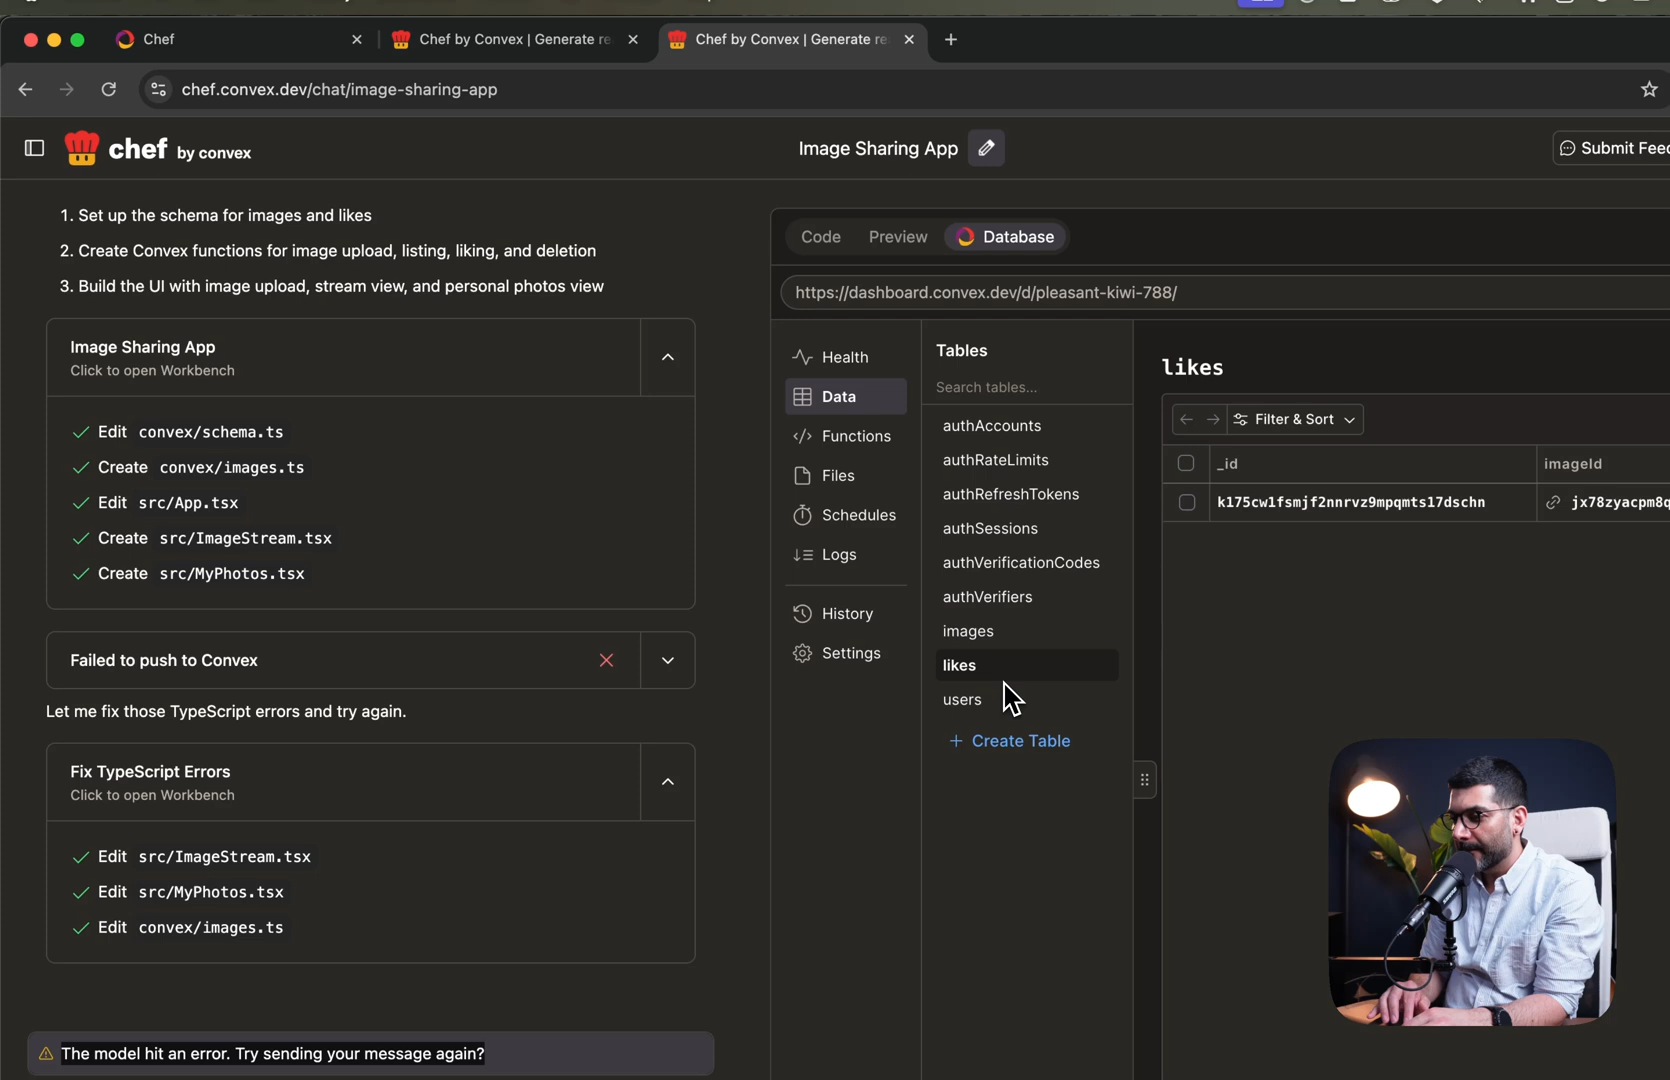 Chef
Chef by Convex | Generate re
Chef by Convex | Generate re
chef.convex.dev/chat/image-sharing-app
chef by convex
Image Sharing App
Submit Feed
1. Set up the schema for images and likes
2. Create Convex functions for image upload, listing, liking, and deletion
3. Build the UI with image upload, stream view, and personal photos view
Image Sharing App
Click to open Workbench
Edit convex/schema.ts
Create convex/images.ts
Edit src/App.tsx
Create src/ImageStream.tsx
Create src/MyPhotos.tsx
Failed to push to Convex
Let me fix those TypeScript errors and try again.
Fix TypeScript Errors
Click to open Workbench
Edit src/ImageStream.tsx
Edit src/MyPhotos.tsx
Edit convex/images.ts
The model hit an error. Try sending your message again?
Code Preview Database
https://dashboard.convex.dev/d/pleasant-kiwi-788/
Health
Data
Functions
Files
Schedules
Logs
History
Settings
Tables
Search tables...
authAccounts
authRateLimits
authRefreshTokens
authSessions
authVerificationCodes
authVerifiers
images
likes
users
+ Create Table
likes
Filter & Sort
_id imageId
k175cw1fsmjf2nnrvz9mpqmts17dschn jx78zyacpm8q